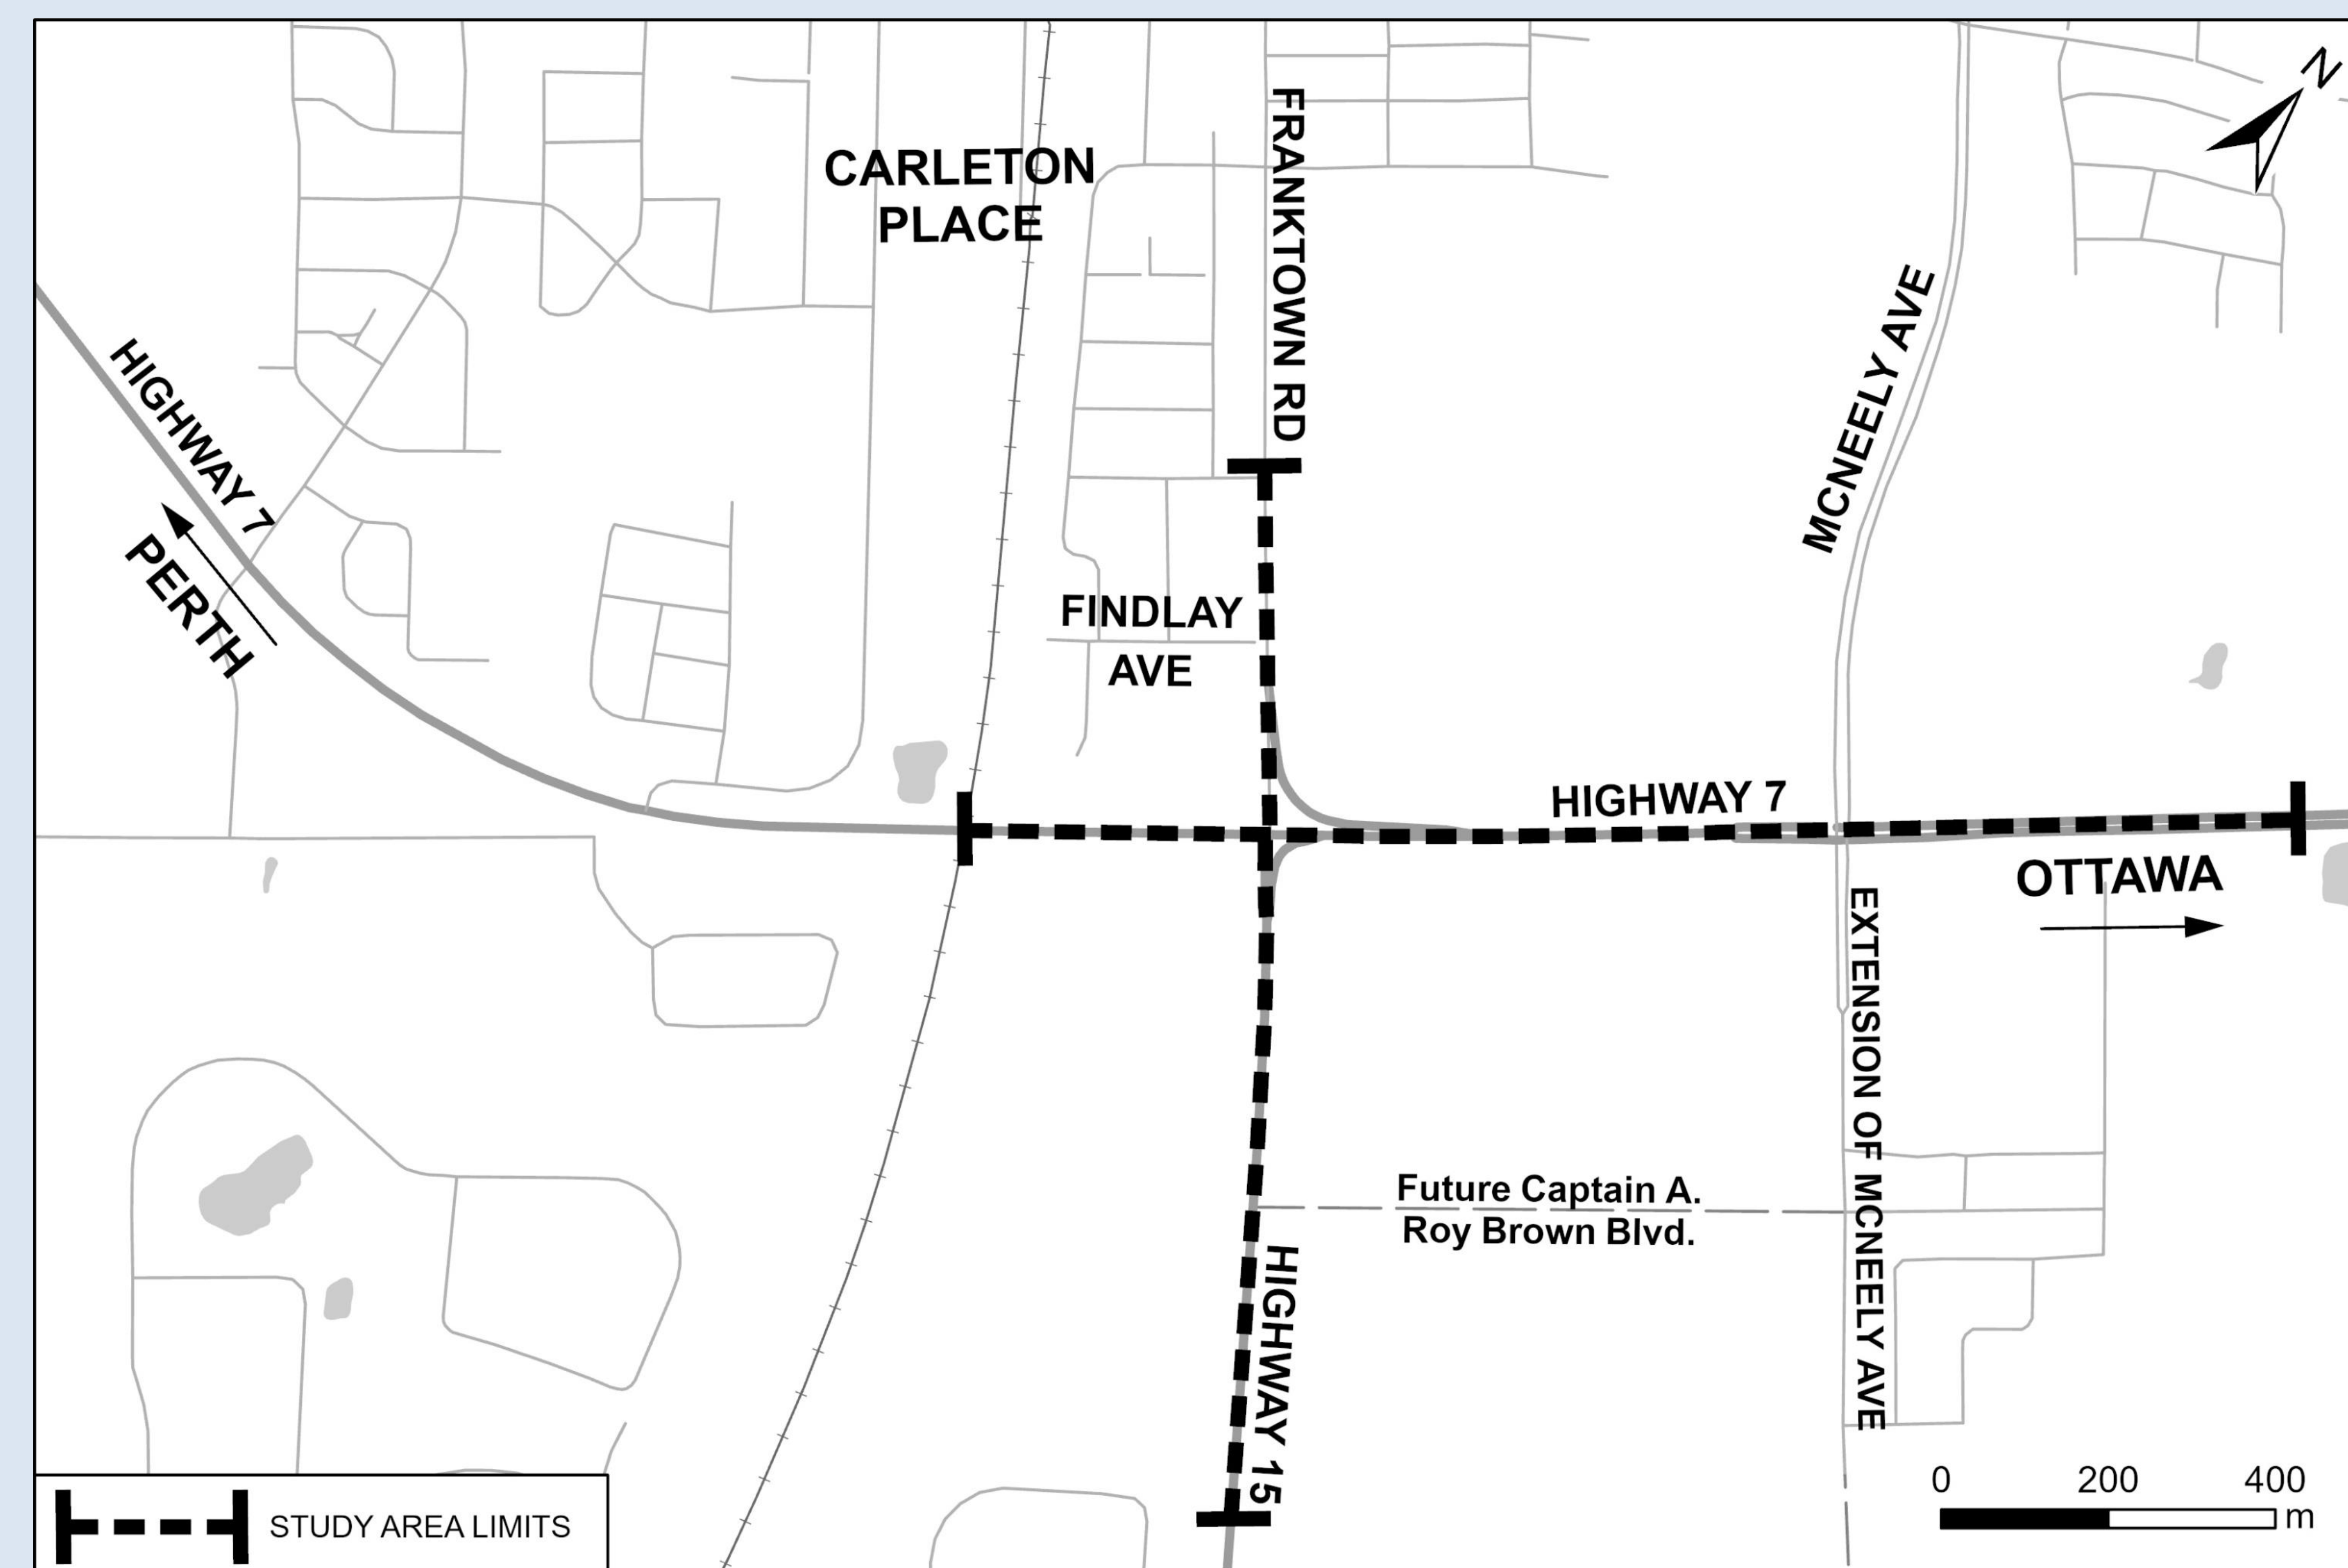 N
CARLETON
PLACE
FRANKTOWN RD
MCNEELY AVE
HIGHWAY 7
PERTH
FINDLAY
AVE
HIGHWAY 7
OTTAWA
EXTENSION OF MCNEELY AVE
Future Captain A.
Roy Brown Blvd.
HIGHWAY 15
0 200 400
m
STUDY AREA LIMITS